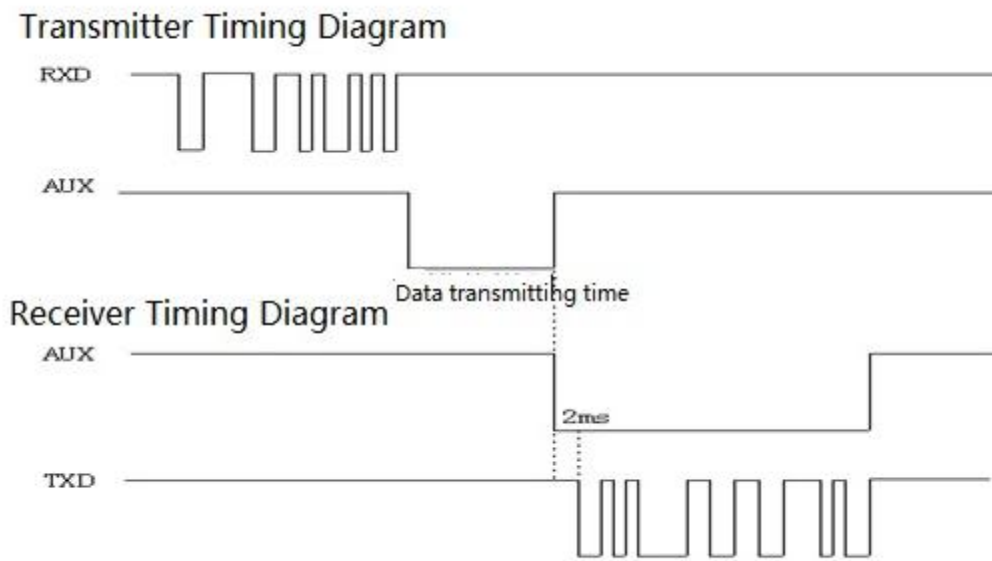 Transmitter Timing Diagram
RXD
AUX
Data transmitting time
Receiver Timing Diagram
AUX
2ms
TXD